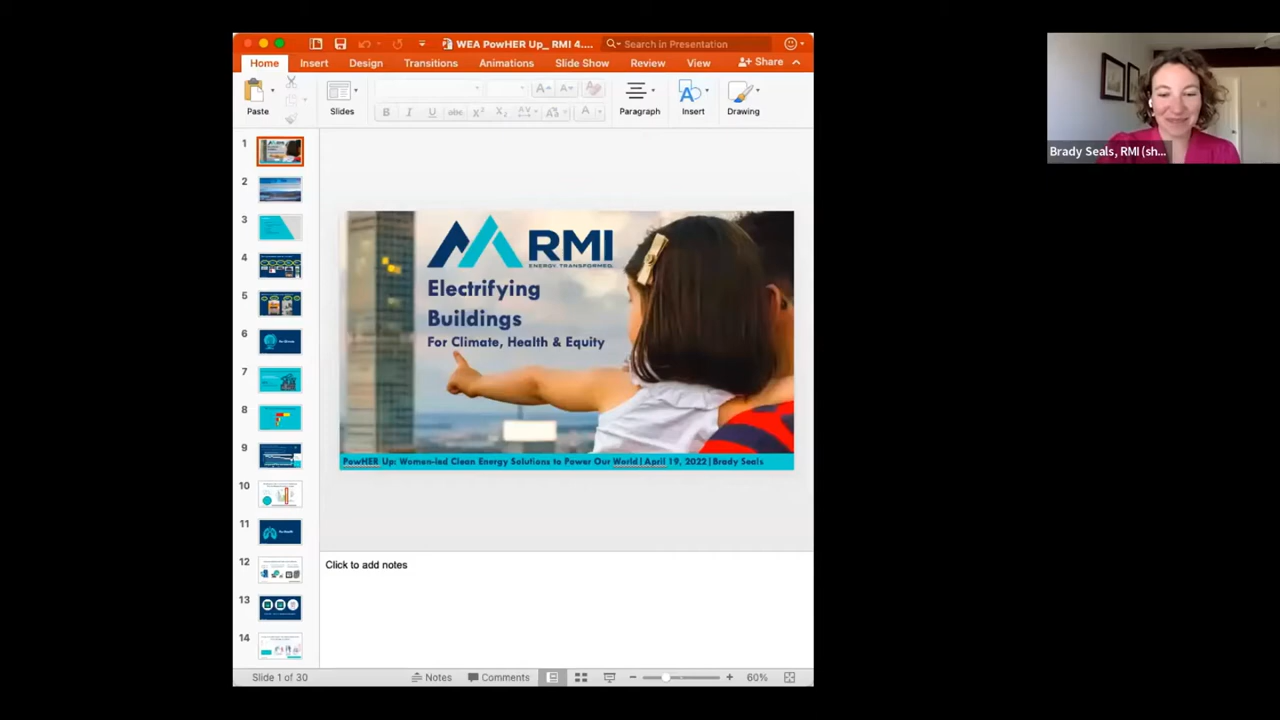 WEA PowHER Up_ RMI 4....
Search in Presentation
Home
Insert
Design
Transitions
Animations
Slide Show
Review
View
Share
Paste
Slides
Paragraph
Insert
Drawing
1
2
3
4
5
6
7
8
9
10
11
12
13
14
RMI
ENERGY. TRANSFORMED.
Electrifying
Buildings
For Climate, Health & Equity
PowHER Up: Women-led Clean Energy Solutions to Power Our World | April 19, 2022 | Brady Seals
Click to add notes
Slide 1 of 30
Notes
Comments
60%
Brady Seals, RMI (sh...